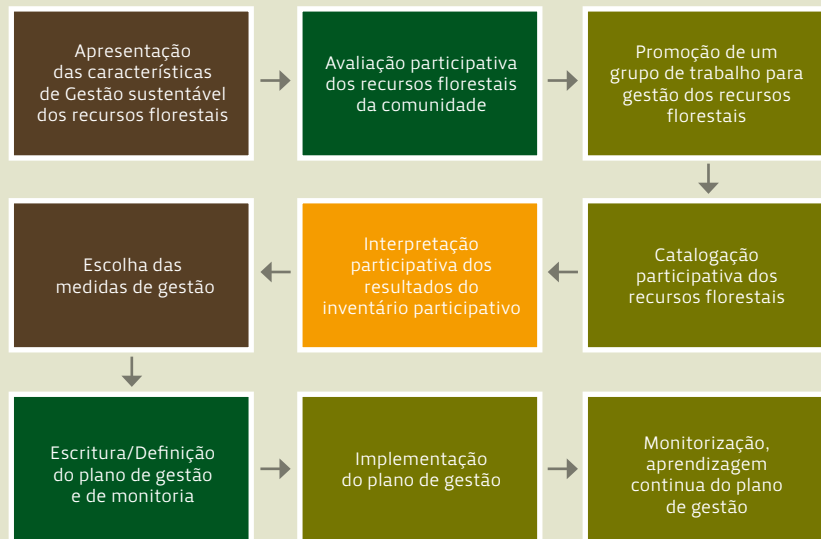 Apresentação
das características
de Gestão sustentável
dos recursos florestais
Avaliação participativa
dos recursos florestais
da comunidade
Promoção de um
grupo de trabalho para
gestão dos recursos
florestais
Catalogação
participativa dos
recursos florestais
Interpretação
participativa dos
resultados do
inventário participativo
Escolha das
medidas de gestão
Escritura/Definição
do plano de gestão
e de monitoria
Implementação
do plano de gestão
Monitorização,
aprendizagem
continua do plano
de gestão